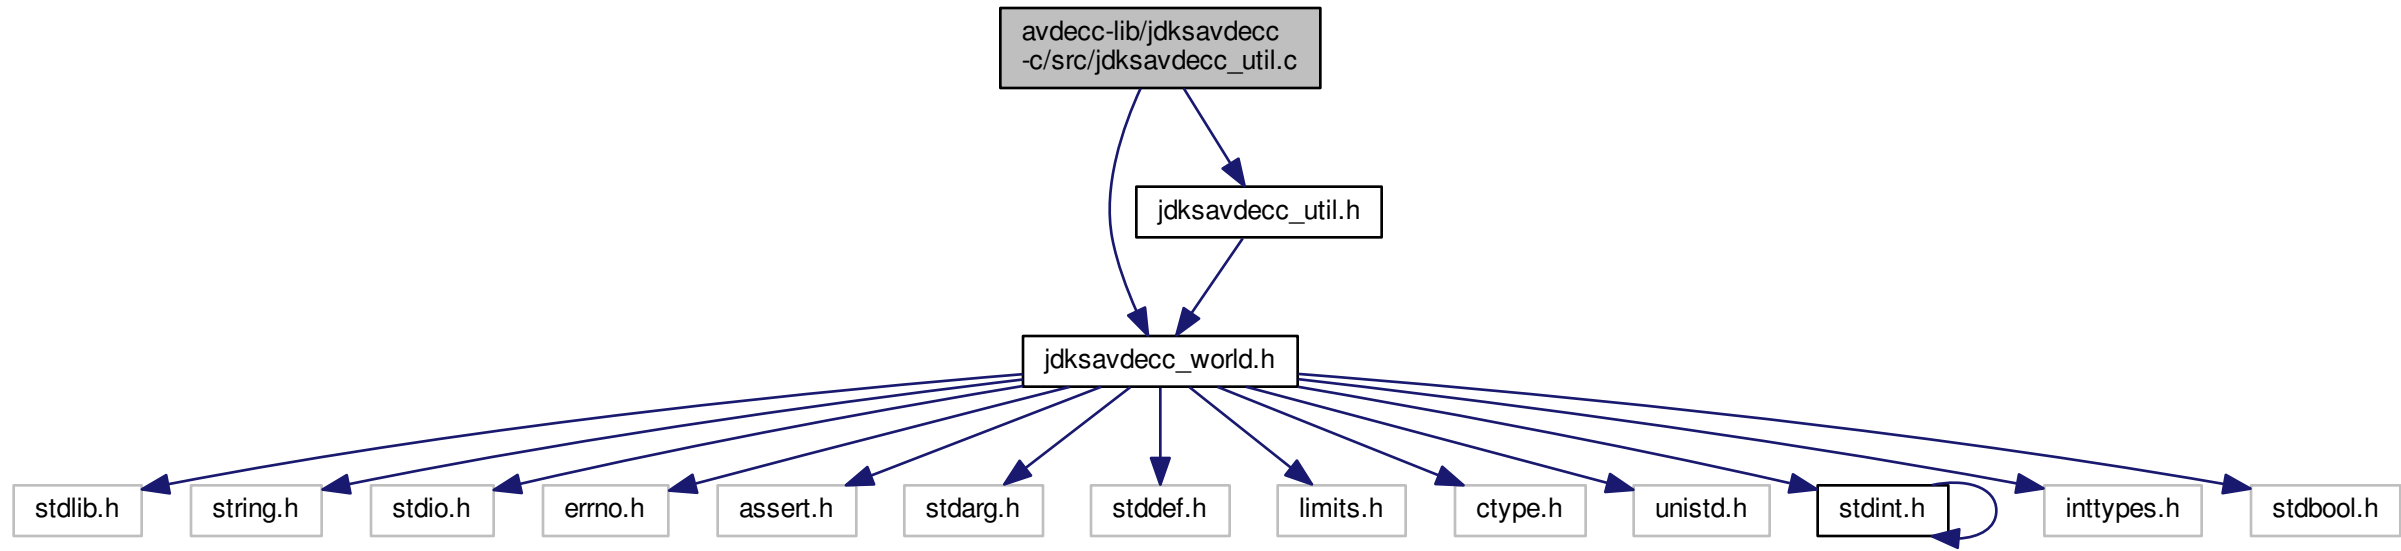 avdecc-lib/jdksavdecc
-c/src/jdksavdecc_util.c
jdksavdecc_util.h
jdksavdecc_world.h
stdlib.h
string.h
stdio.h
errno.h
assert.h
stdarg.h
stddef.h
limits.h
ctype.h
unistd.h
stdint.h
inttypes.h
stdbool.h